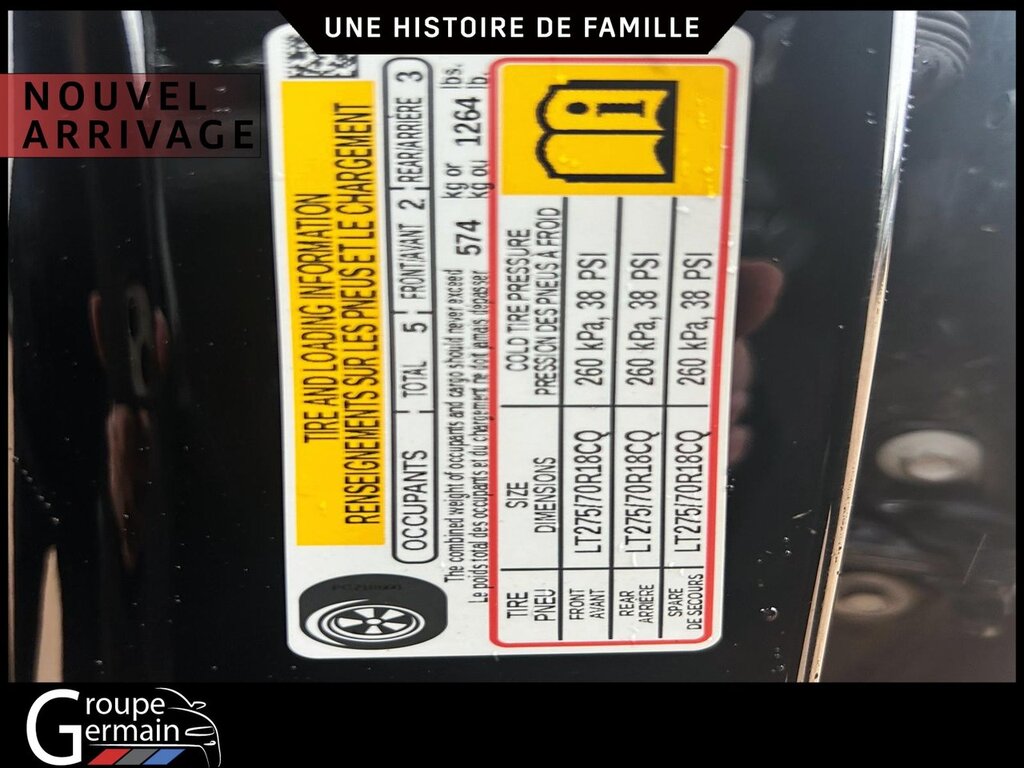 UNE HISTOIRE DE FAMILLE
NOUVEL
ARRIVAGE
TIRE AND LOADING INFORMATION
RENSEIGNEMENTS SUR LES PNEUS ET LE CHARGEMENT
OCCUPANTS TOTAL 5 FRONT/AVANT 2 REAR/ARRIÈRE 3
The combined weight of occupants and cargo should never exceed 574 kg or 1264 lbs.
Le poids total des occupants et du chargement ne doit jamais dépasser kg ou lb.
TIRE SIZE COLD TIRE PRESSURE
PNEU DIMENSIONS PRESSION DES PNEUS À FROID
FRONT
AVANT LT275/70R18CQ 260 kPa, 38 PSI
REAR
ARRIÈRE LT275/70R18CQ 260 kPa, 38 PSI
SPARE
DE SECOURS LT275/70R18CQ 260 kPa, 38 PSI
i
Groupe
Germain